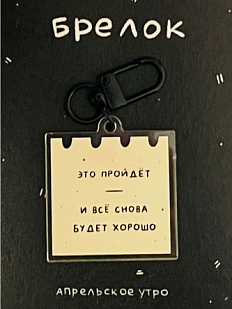 Брелок
это пройдёт
и всё снова
будет хорошо
апрельское утро